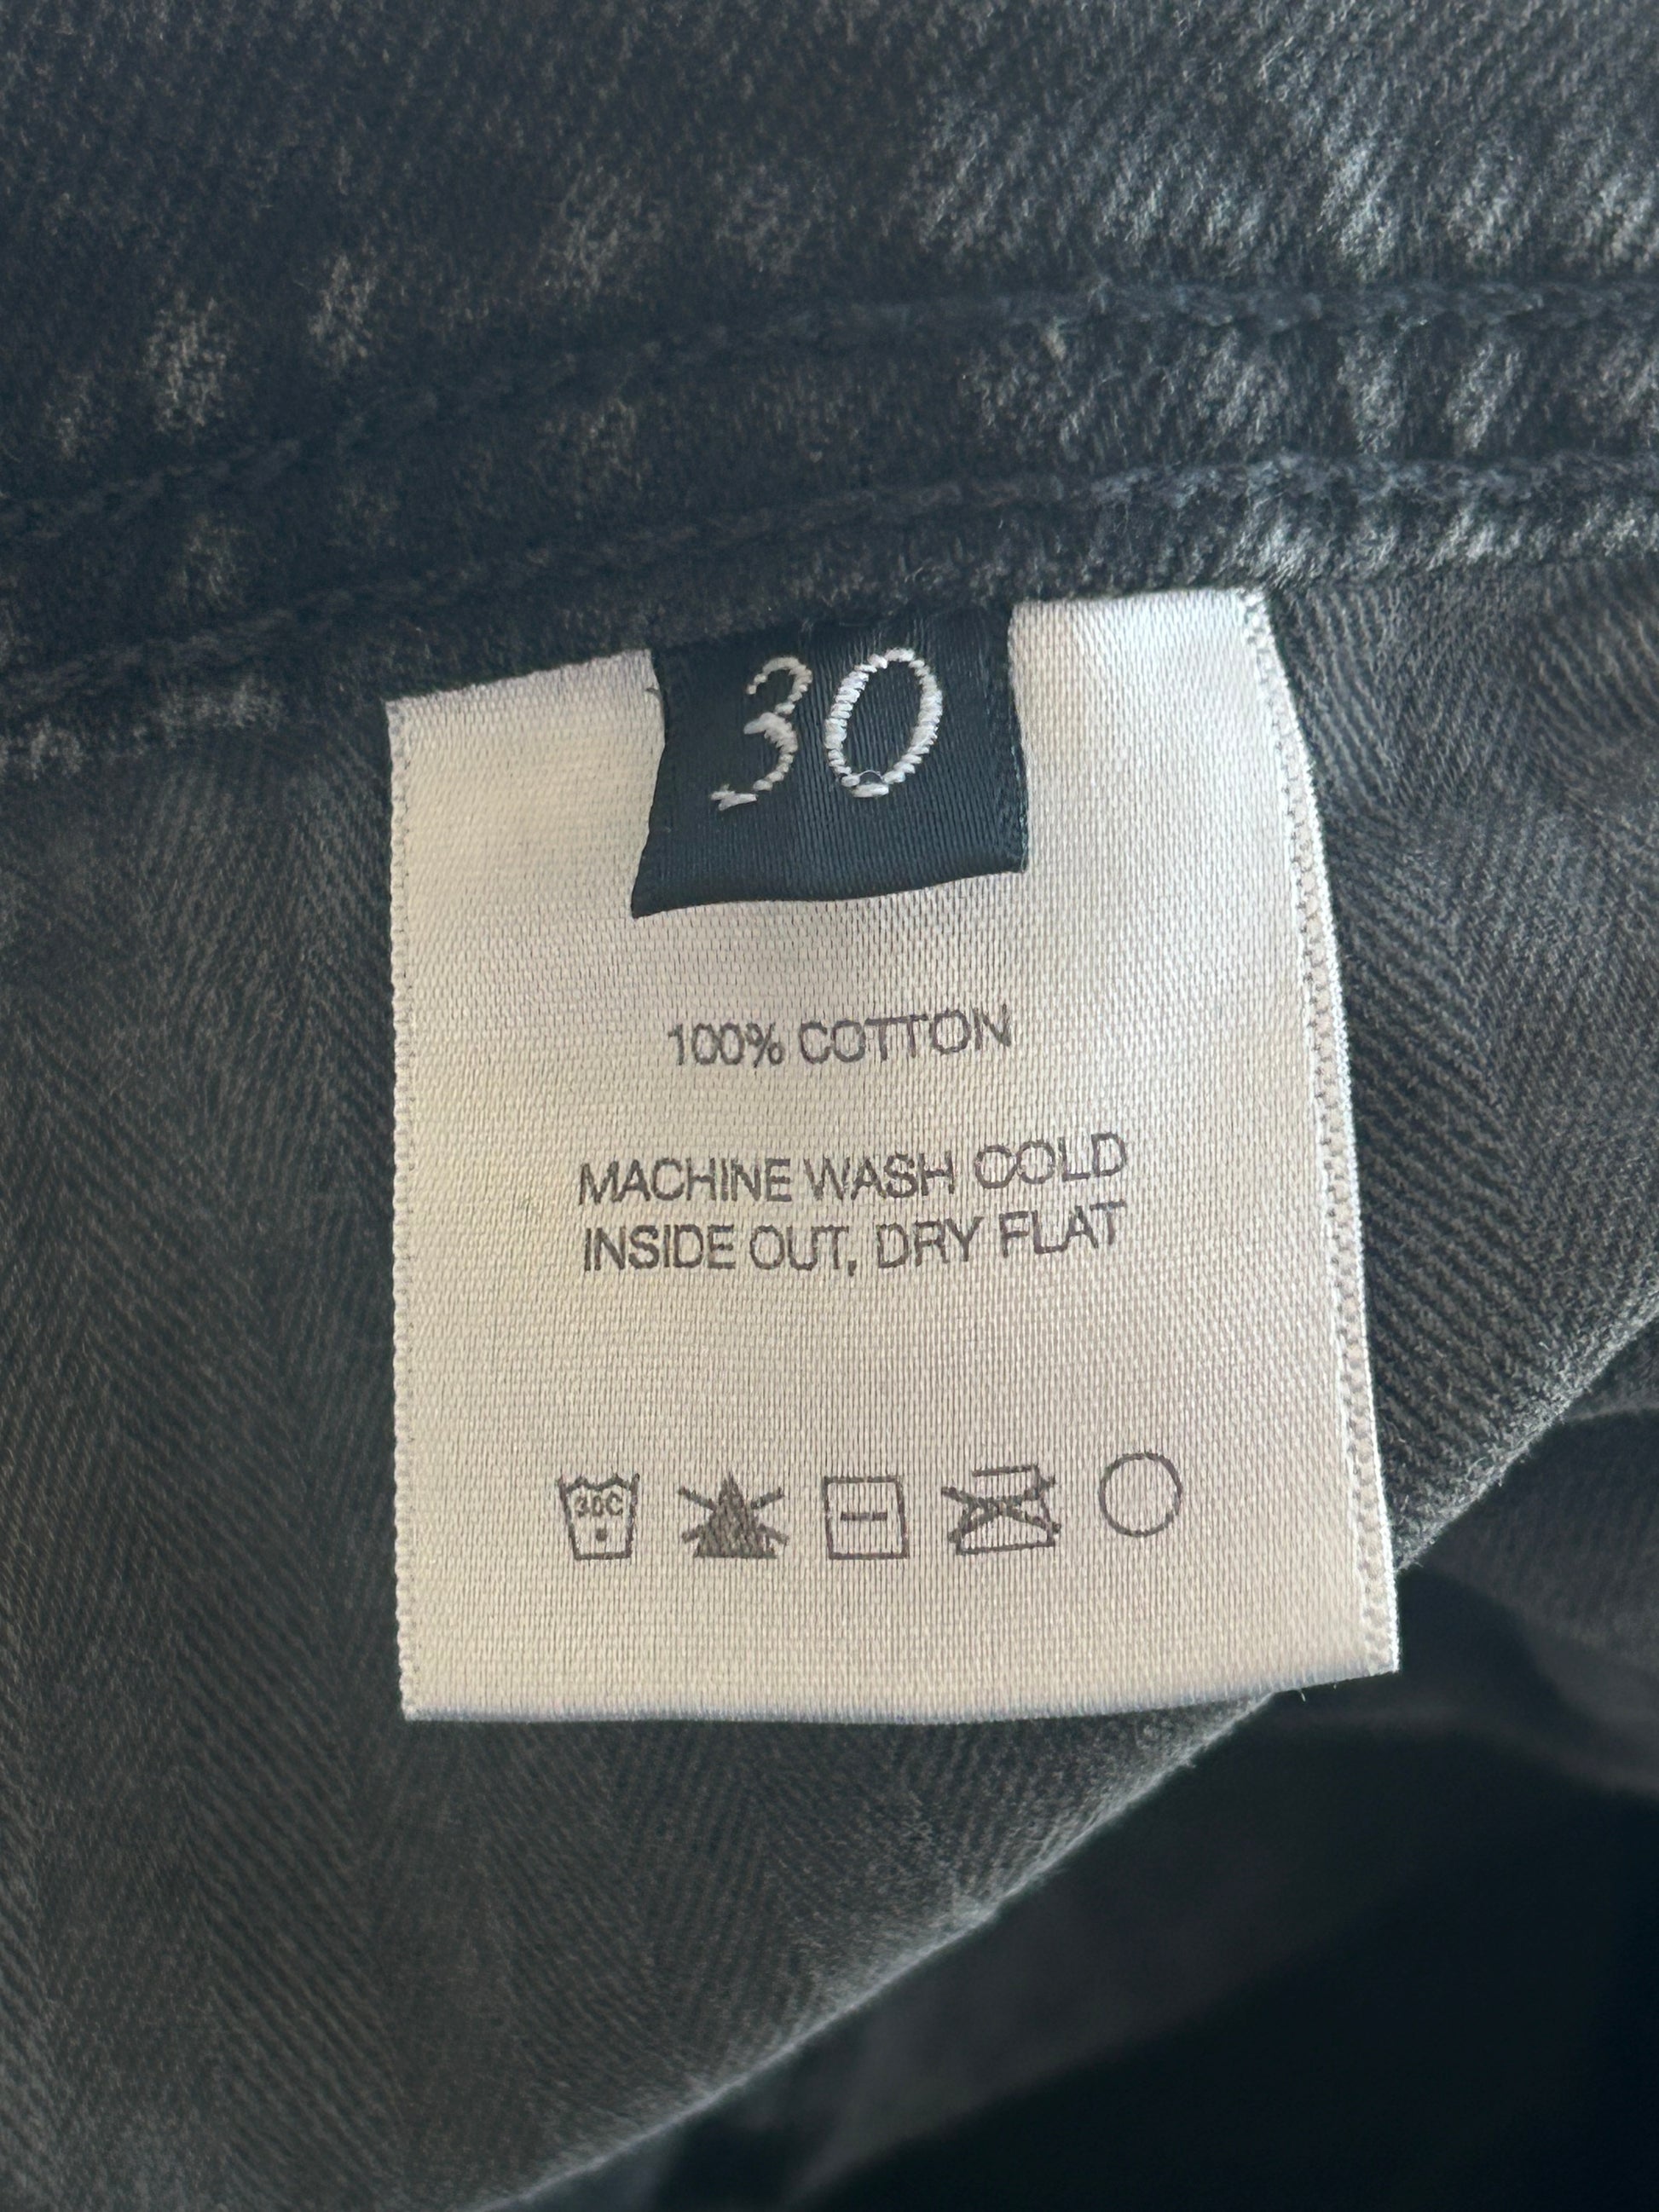 30
100% COTTON
MACHINE WASH COLD
INSIDE OUT, DRY FLAT
30C